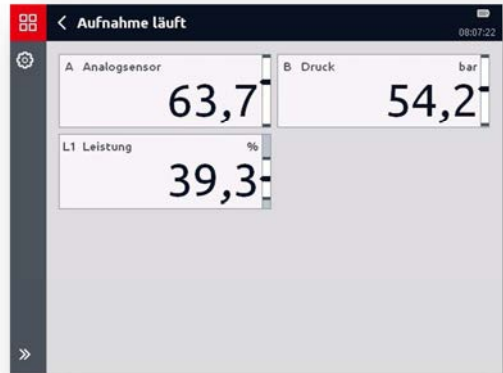 Aufnahme läuft
08:07:22
A Analogsensor
63,7
B Druck bar
54,2
L1 Leistung %
39,3